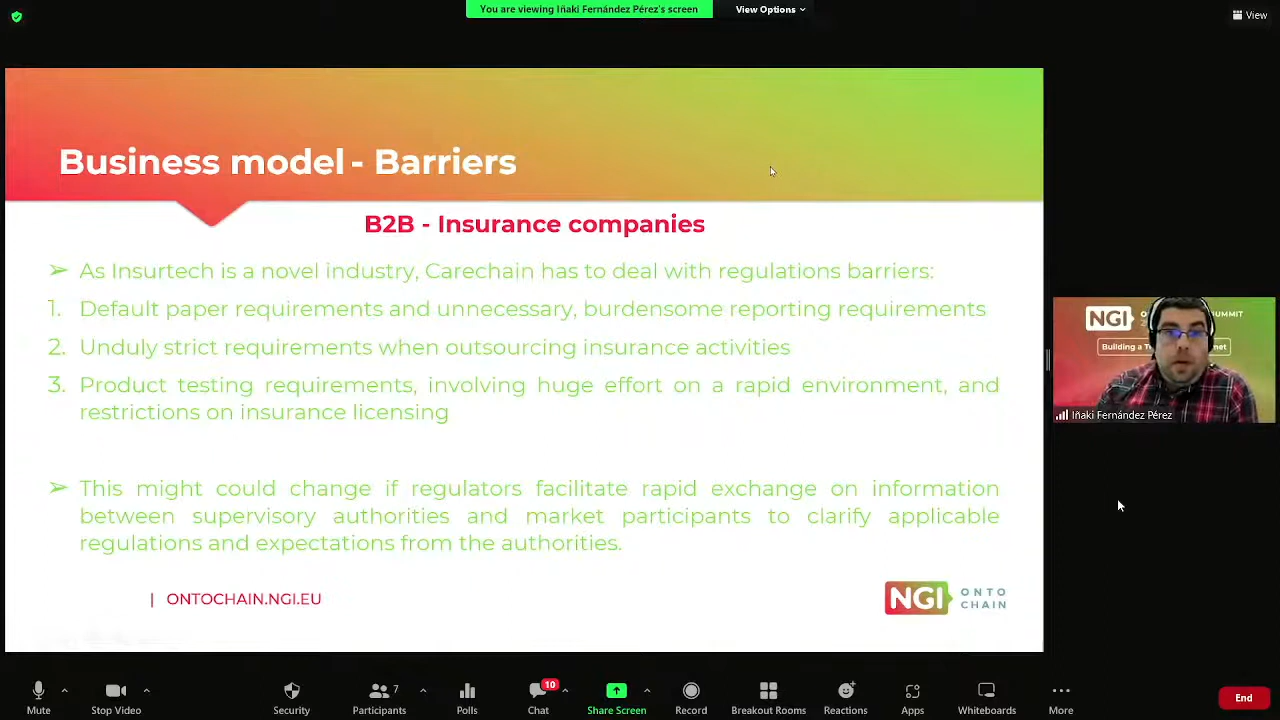 You are viewing Iñaki Fernández Pérez's screen
View Options
View
Business model - Barriers
B2B - Insurance companies
➢ As Insurtech is a novel industry, Carechain has to deal with regulations barriers:
1. Default paper requirements and unnecessary, burdensome reporting requirements
2. Unduly strict requirements when outsourcing insurance activities
3. Product testing requirements, involving huge effort on a rapid environment, and
restrictions on insurance licensing
➢ This might could change if regulators facilitate rapid exchange on information
between supervisory authorities and market participants to clarify applicable
regulations and expectations from the authorities.
| ONTOCHAIN.NGI.EU
NGI
ONTO
CHAIN
NGI
Iñaki Fernández Pérez
Mute
Stop Video
Security
7
Participants
Polls
10
Chat
Share Screen
Record
Breakout Rooms
Reactions
Apps
Whiteboards
More
End